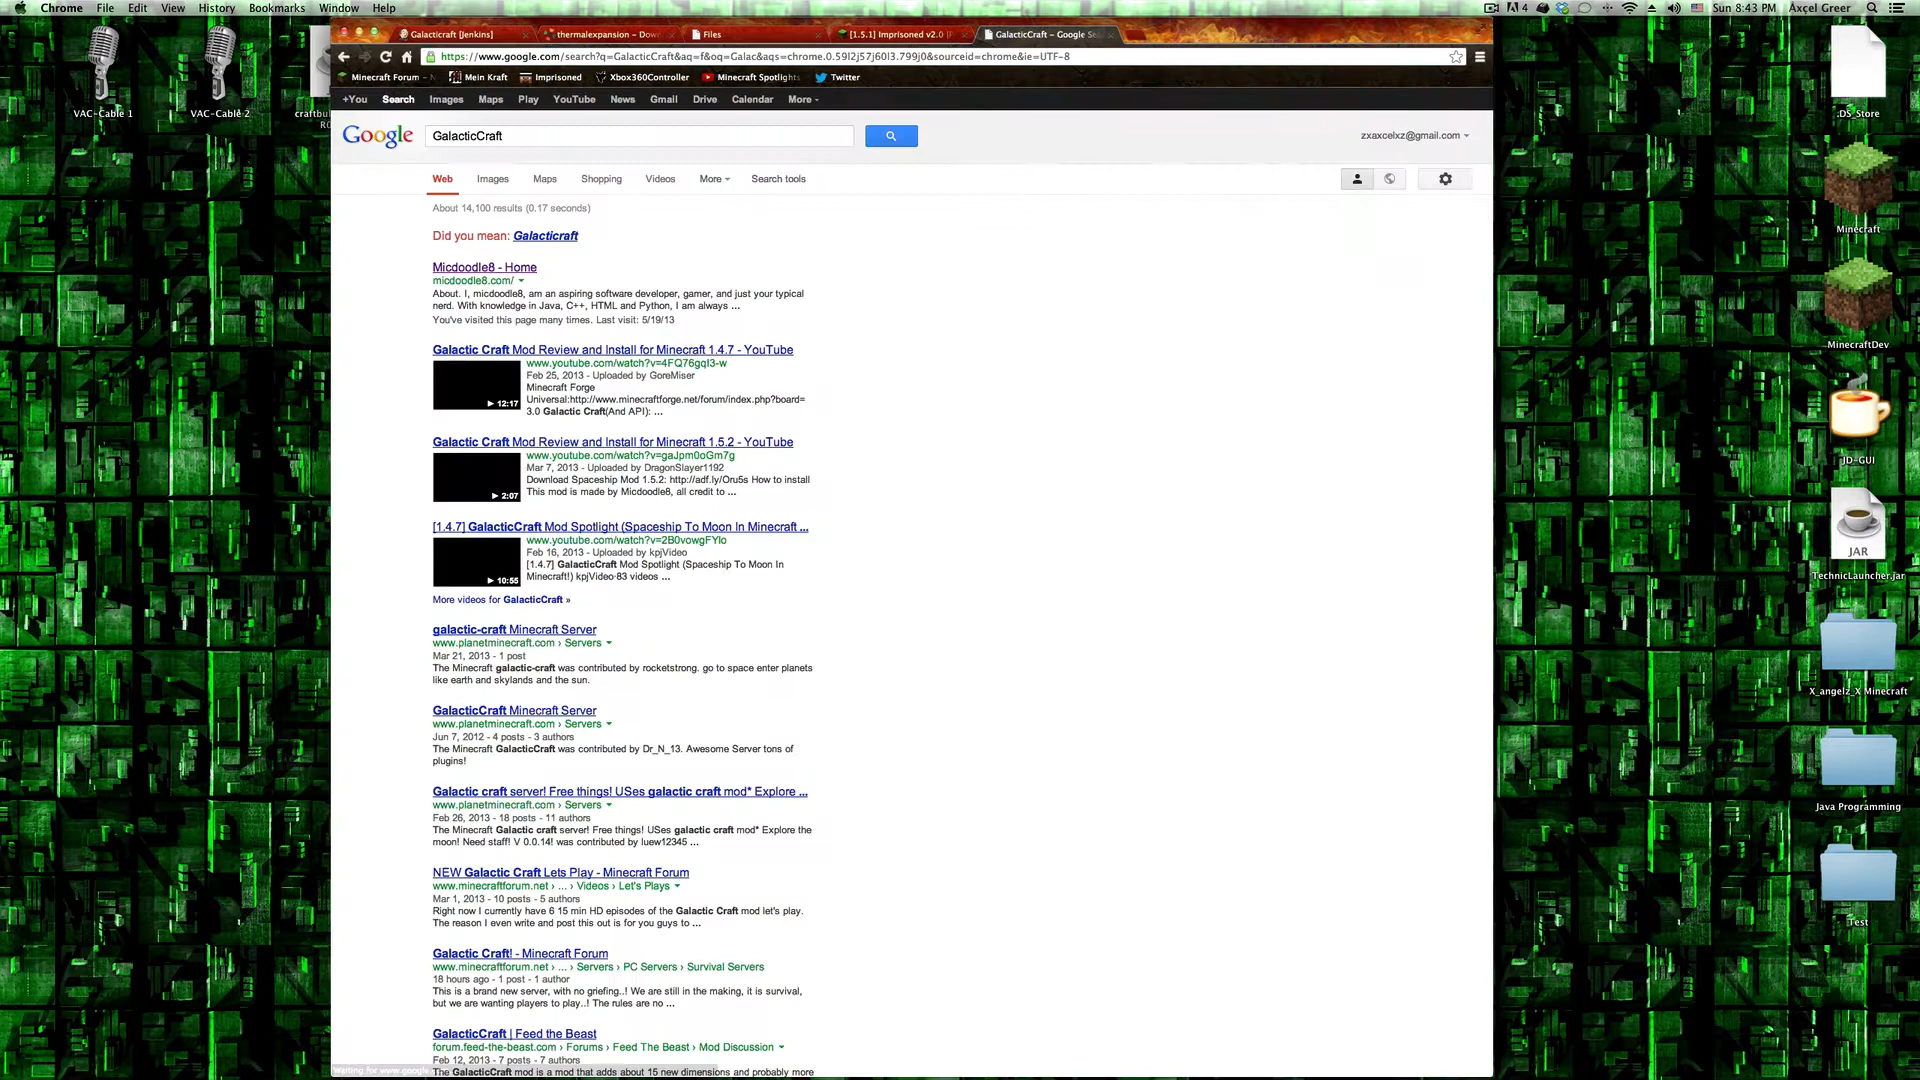 Chrome File Edit View History Bookmarks Window Help
4 Sun 8:43 PM Axcel Greer
Galacticraft [Jenkins] thermalexpansion – Dow Files [1.5.1] Imprisoned v2.0 [ GalacticCraft – Google Se
https://www.google.com/search?q=GalacticCraft&aq=f&oq=Galac&aqs=chrome.0.59l2j57j60l3.799j0&sourceid=chrome&ie=UTF-8
Minecraft Forum – Mein Kraft Imprisoned Xbox360Controller Minecraft Spotlights Twitter
+You Search Images Maps Play YouTube News Gmail Drive Calendar More
Google GalacticCraft zxaxcelxz@gmail.com
Web Images Maps Shopping Videos More Search tools
About 14,100 results (0.17 seconds)
Did you mean: Galacticraft
Micdoodle8 - Home
micdoodle8.com/
About. I, micdoodle8, am an aspiring software developer, gamer, and just your typical
nerd. With knowledge in Java, C++, HTML and Python, I am always ...
You've visited this page many times. Last visit: 5/19/13
Galactic Craft Mod Review and Install for Minecraft 1.4.7 - YouTube
www.youtube.com/watch?v=4FQ76gqI3-w
Feb 25, 2013 - Uploaded by GoreMiser
Minecraft Forge
Universal:http://www.minecraftforge.net/forum/index.php?board=
3.0 Galactic Craft(And API): ...
12:17
Galactic Craft Mod Review and Install for Minecraft 1.5.2 - YouTube
www.youtube.com/watch?v=gaJpm0oGm7g
Mar 7, 2013 - Uploaded by DragonSlayer1192
Download Spaceship Mod 1.5.2: http://adf.ly/Oru5s How to install
This mod is made by Micdoodle8, all credit to ...
2:07
[1.4.7] GalacticCraft Mod Spotlight (Spaceship To Moon In Minecraft ...
www.youtube.com/watch?v=2B0vowgFYlo
Feb 16, 2013 - Uploaded by kpjVideo
[1.4.7] GalacticCraft Mod Spotlight (Spaceship To Moon In
Minecraft!) kpjVideo·83 videos ...
10:55
More videos for GalacticCraft »
galactic-craft Minecraft Server
www.planetminecraft.com › Servers
Mar 21, 2013 - 1 post
The Minecraft galactic-craft was contributed by rocketstrong. go to space enter planets
like earth and skylands and the sun.
GalacticCraft Minecraft Server
www.planetminecraft.com › Servers
Jun 7, 2012 - 4 posts - 3 authors
The Minecraft GalacticCraft was contributed by Dr_N_13. Awesome Server tons of
plugins!
Galactic craft server! Free things! USes galactic craft mod* Explore ...
www.planetminecraft.com › Servers
Feb 26, 2013 - 18 posts - 11 authors
The Minecraft Galactic craft server! Free things! USes galactic craft mod* Explore the
moon! Need staff! V 0.0.14! was contributed by luew12345 ...
NEW Galactic Craft Lets Play - Minecraft Forum
www.minecraftforum.net › ... › Videos › Let's Plays
Mar 1, 2013 - 10 posts - 5 authors
Right now I currently have 6 15 min HD episodes of the Galactic Craft mod let's play.
The reason I even write and post this out is for you guys to ...
Galactic Craft! - Minecraft Forum
www.minecraftforum.net › ... › Servers › PC Servers › Survival Servers
18 hours ago - 1 post - 1 author
This is a brand new server, with no griefing..! We are still in the making, it is survival,
but we are wanting players to play..! The rules are no ...
GalacticCraft | Feed the Beast
forum.feed-the-beast.com › Forums › Feed The Beast › Mod Discussion
Feb 12, 2013 - 7 posts - 7 authors
The GalacticCraft mod is a mod that adds about 15 new dimensions and probably more
Waiting for www.google.
VAC-Cable 1
VAC-Cable 2
craftbu
.DS_Store
Minecraft
MinecraftDev
JD-GUI
JAR
TechnicLauncher.jar
X_angelz_X Minecraft
Java Programming
Test